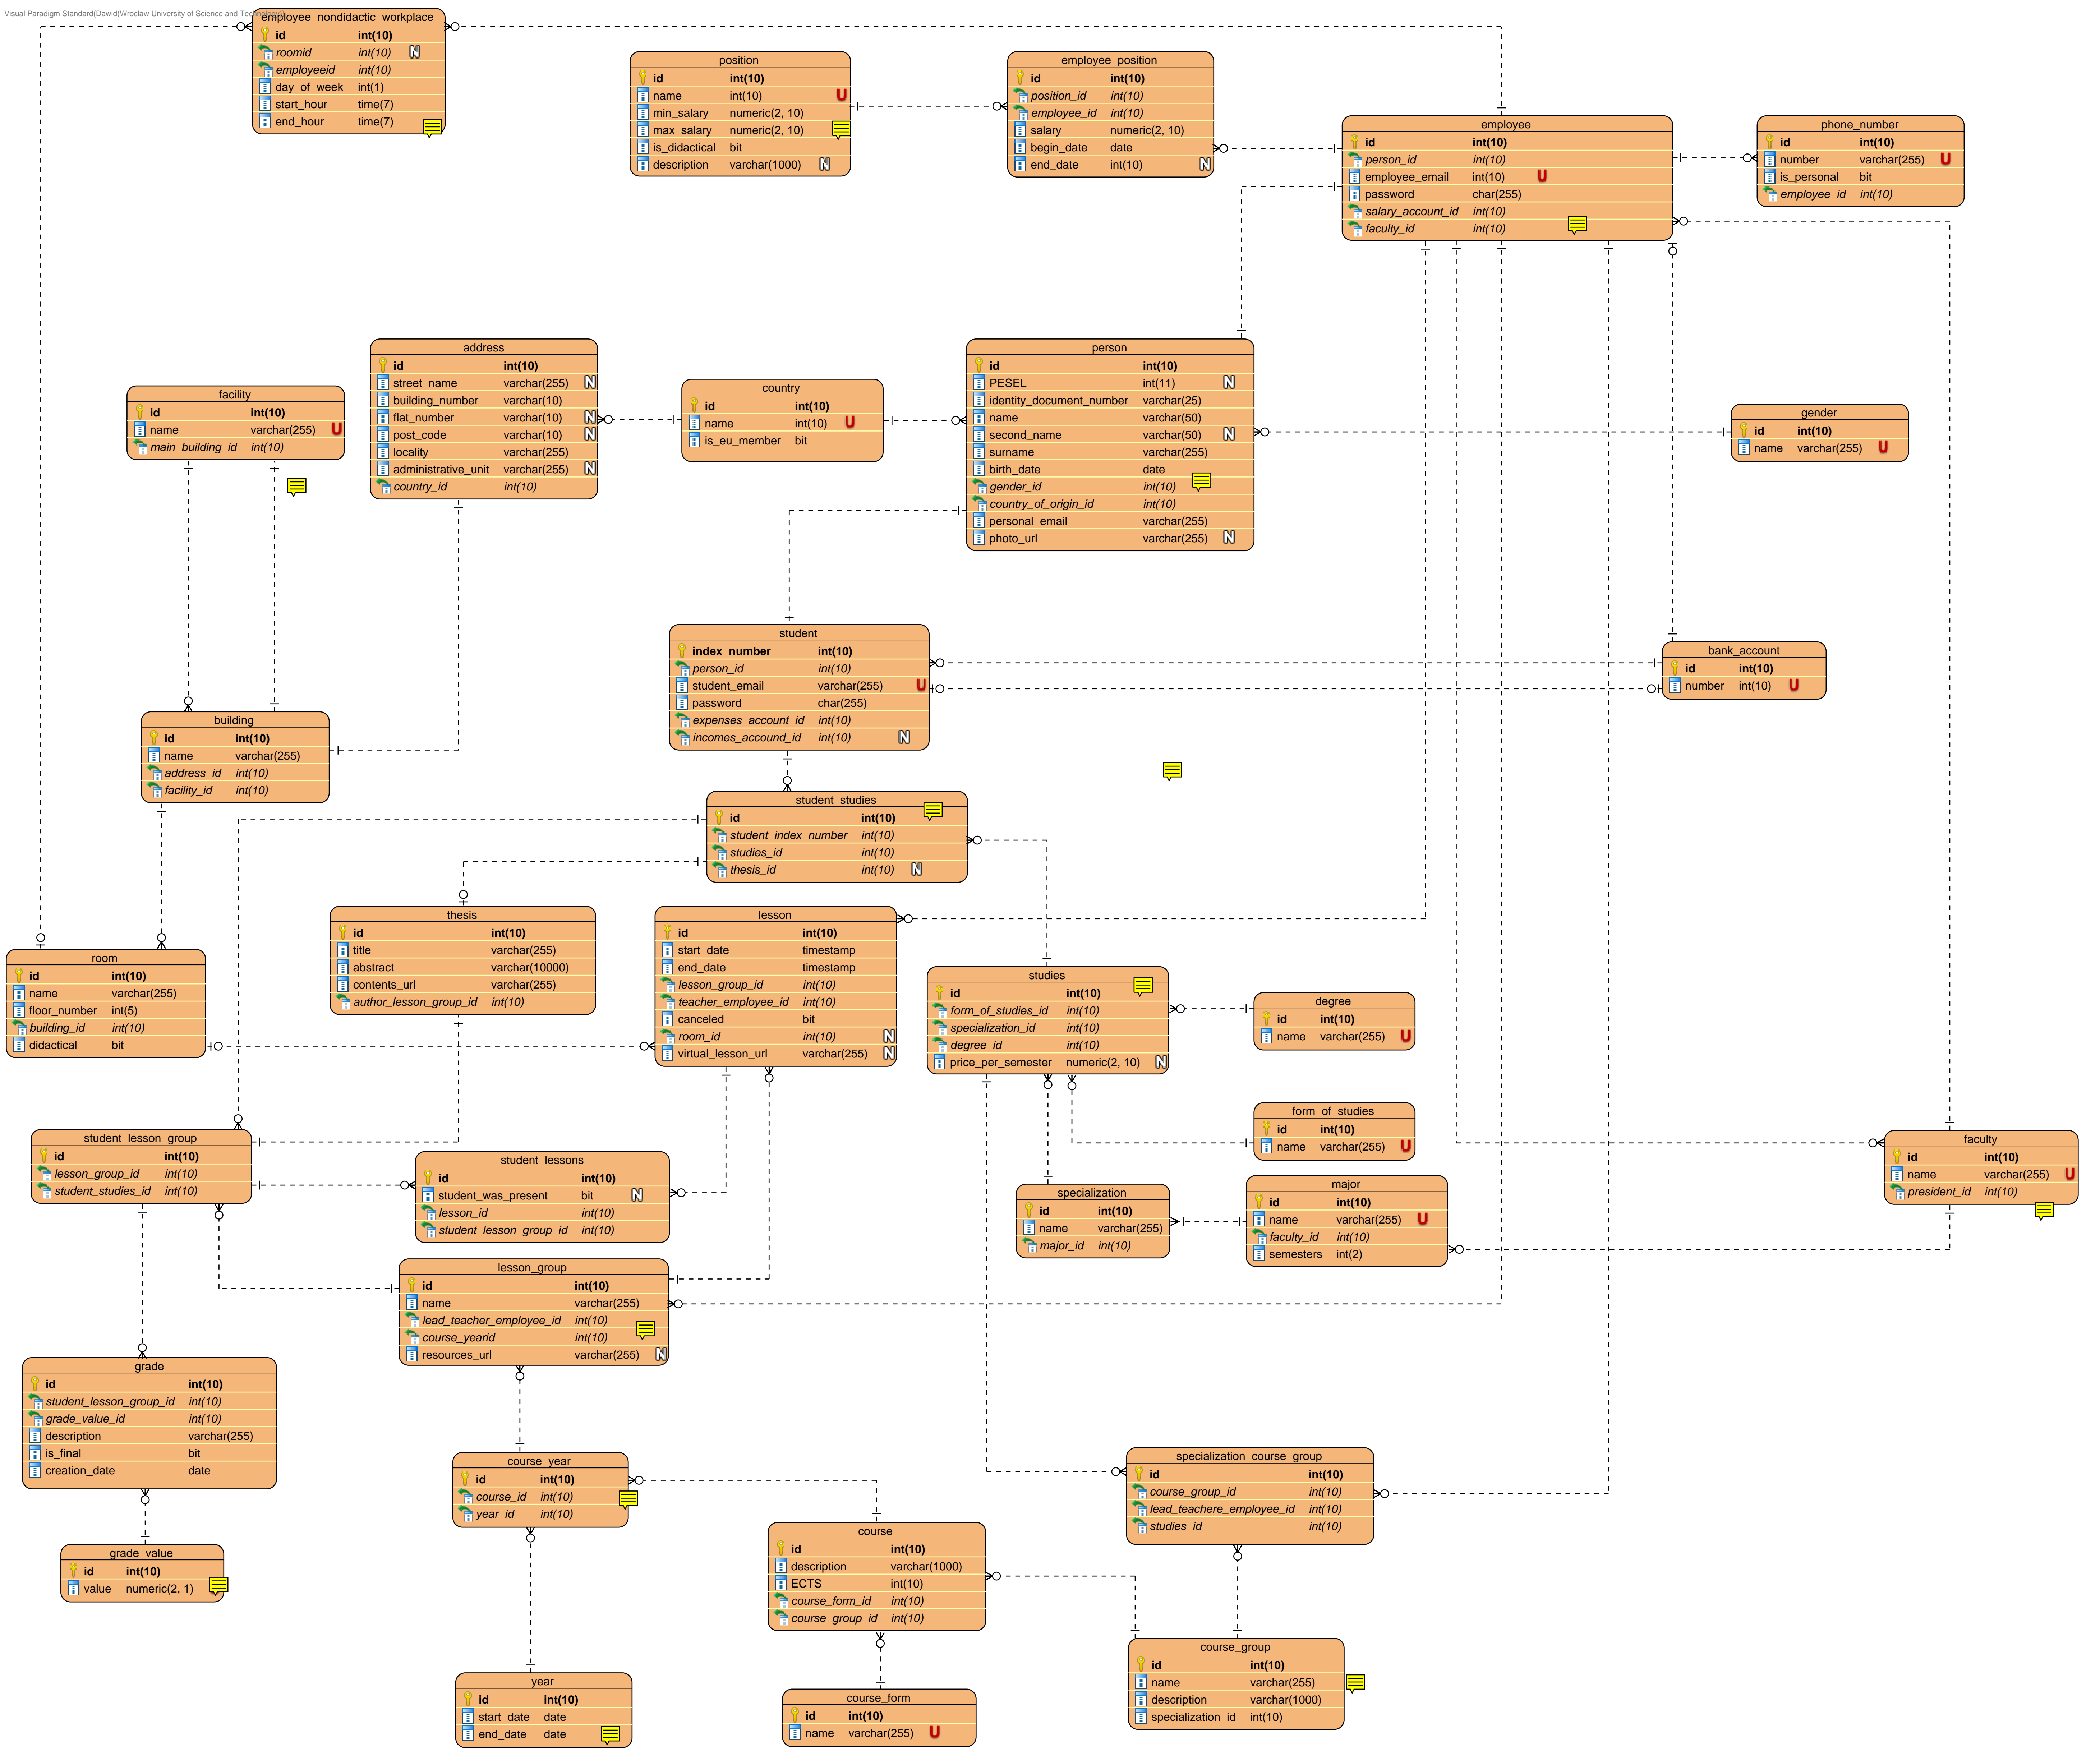 Visual Paradigm Standard(Dawid(Wrocław University of Science and Technology))
employee_nondidactic_workplace
id int(10)
roomid int(10) N
employeeid int(10)
day_of_week int(1)
start_hour time(7)
end_hour time(7)
position
id int(10)
name int(10) U
min_salary numeric(2, 10)
max_salary numeric(2, 10)
is_didactical bit
description varchar(1000) N
employee_position
id int(10)
position_id int(10)
employee_id int(10)
salary numeric(2, 10)
begin_date date
end_date int(10) N
employee
id int(10)
person_id int(10)
employee_email int(10) U
password char(255)
salary_account_id int(10)
faculty_id int(10)
phone_number
id int(10)
number varchar(255) U
is_personal bit
employee_id int(10)
facility
id int(10)
name varchar(255) U
main_building_id int(10)
address
id int(10)
street_name varchar(255) N
building_number varchar(10)
flat_number varchar(10) N
post_code varchar(10) N
locality varchar(255)
administrative_unit varchar(255) N
country_id int(10)
country
id int(10)
name int(10) U
is_eu_member bit
person
id int(10)
PESEL int(11) N
identity_document_number varchar(25)
name varchar(50)
second_name varchar(50) N
surname varchar(255)
birth_date date
gender_id int(10)
country_of_origin_id int(10)
personal_email varchar(255)
photo_url varchar(255) N
gender
id int(10)
name varchar(255) U
student
index_number int(10)
person_id int(10)
student_email varchar(255) U
password char(255)
expenses_account_id int(10)
incomes_accound_id int(10) N
bank_account
id int(10)
number int(10) U
building
id int(10)
name varchar(255)
address_id int(10)
facility_id int(10)
student_studies
id int(10)
student_index_number int(10)
studies_id int(10)
thesis_id int(10) N
room
id int(10)
name varchar(255)
floor_number int(5)
building_id int(10)
didactical bit
thesis
id int(10)
title varchar(255)
abstract varchar(10000)
contents_url varchar(255)
author_lesson_group_id int(10)
lesson
id int(10)
start_date timestamp
end_date timestamp
lesson_group_id int(10)
teacher_employee_id int(10)
canceled bit
room_id int(10) N
virtual_lesson_url varchar(255) N
studies
id int(10)
form_of_studies_id int(10)
specialization_id int(10)
degree_id int(10)
price_per_semester numeric(2, 10) N
degree
id int(10)
name varchar(255) U
form_of_studies
id int(10)
name varchar(255) U
student_lesson_group
id int(10)
lesson_group_id int(10)
student_studies_id int(10)
student_lessons
id int(10)
student_was_present bit N
lesson_id int(10)
student_lesson_group_id int(10)
specialization
id int(10)
name varchar(255)
major_id int(10)
major
id int(10)
name varchar(255) U
faculty_id int(10)
semesters int(2)
faculty
id int(10)
name varchar(255) U
president_id int(10)
lesson_group
id int(10)
name varchar(255)
lead_teacher_employee_id int(10)
course_yearid int(10)
resources_url varchar(255) N
grade
id int(10)
student_lesson_group_id int(10)
grade_value_id int(10)
description varchar(255)
is_final bit
creation_date date
grade_value
id int(10)
value numeric(2, 1)
course_year
id int(10)
course_id int(10)
year_id int(10)
course
id int(10)
description varchar(1000)
ECTS int(10)
course_form_id int(10)
course_group_id int(10)
specialization_course_group
id int(10)
course_group_id int(10)
lead_teachere_employee_id int(10)
studies_id int(10)
year
id int(10)
start_date date
end_date date
course_form
id int(10)
name varchar(255) U
course_group
id int(10)
name varchar(255)
description varchar(1000)
specialization_id int(10)